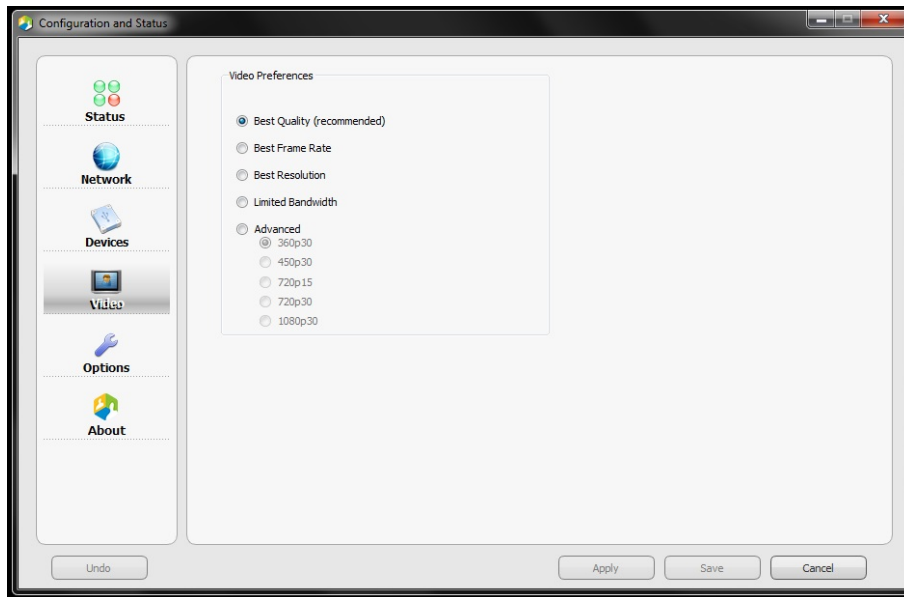 Configuration and Status
Status
Network
Devices
Video
Options
About
Video Preferences
Best Quality (recommended)
Best Frame Rate
Best Resolution
Limited Bandwidth
Advanced
360p30
450p30
720p15
720p30
1080p30
Undo
Apply
Save
Cancel